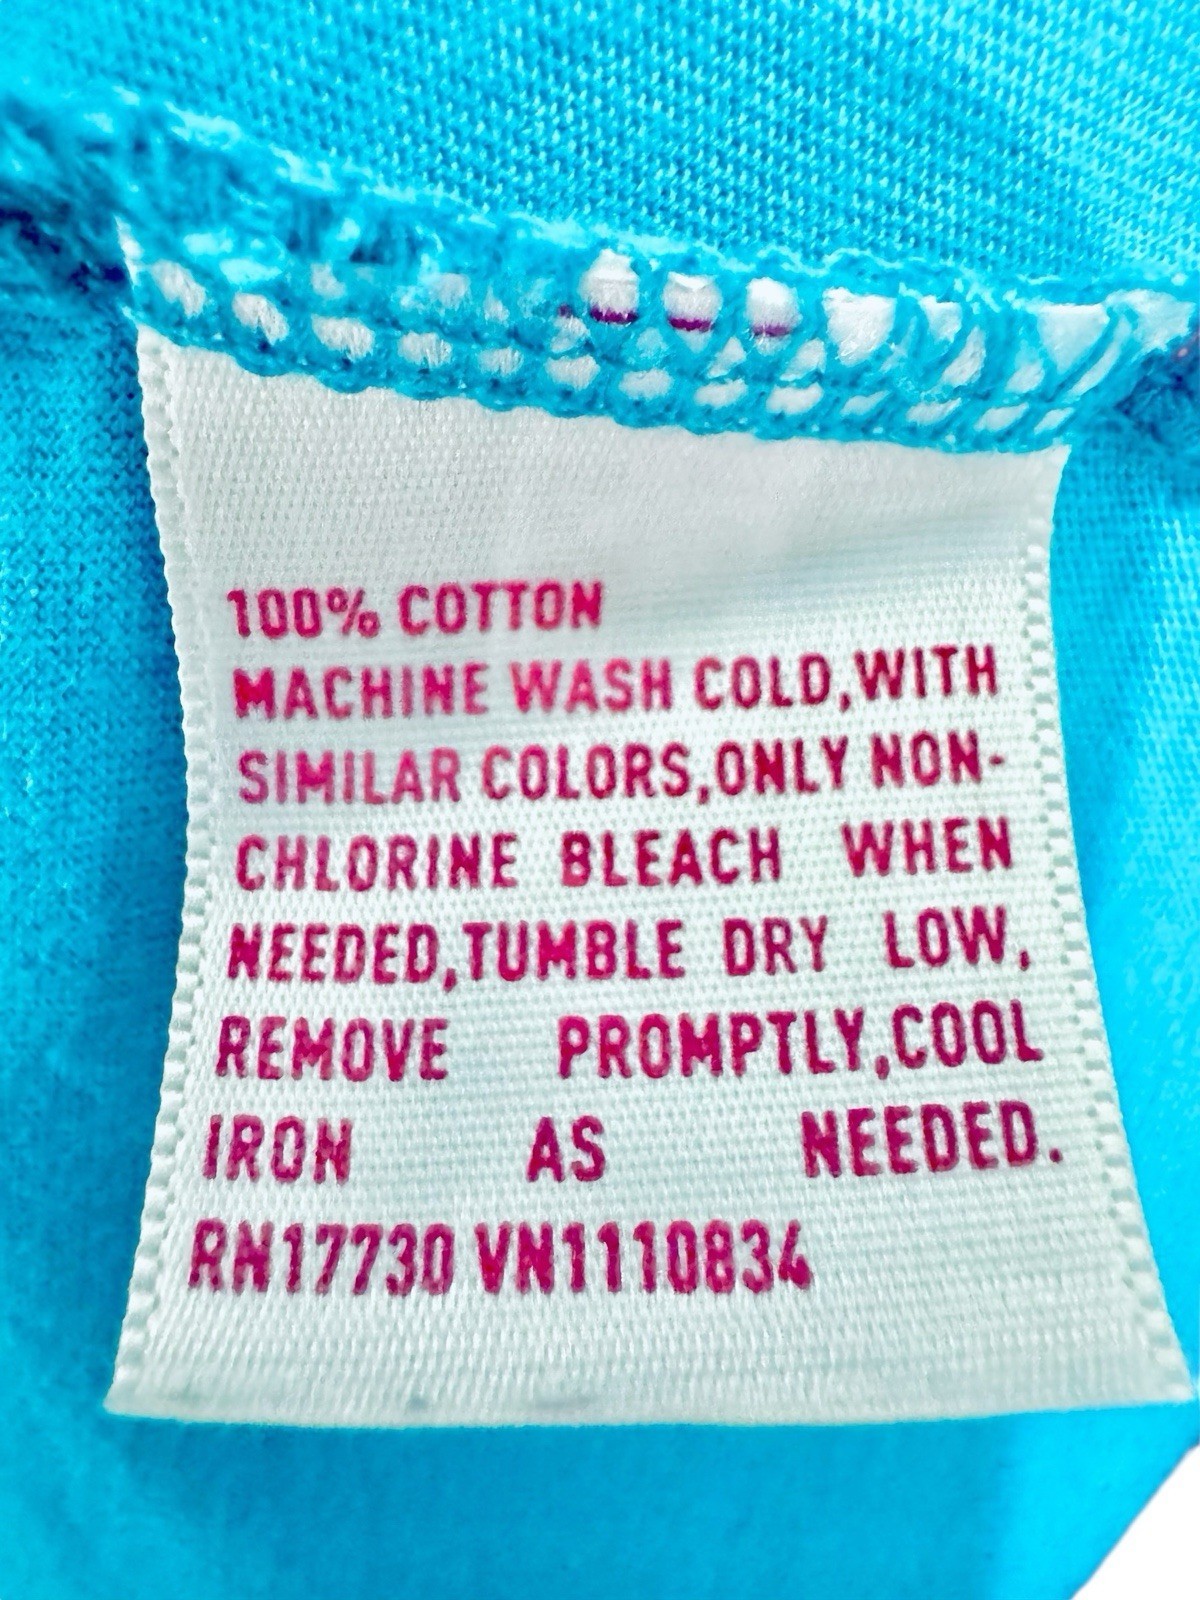 100% COTTON
MACHINE WASH COLD,WITH
SIMILAR COLORS,ONLY NON-
CHLORINE BLEACH WHEN
NEEDED,TUMBLE DRY LOW,
REMOVE PROMPTLY,COOL
IRON AS NEEDED.
RN17730 VN1110834